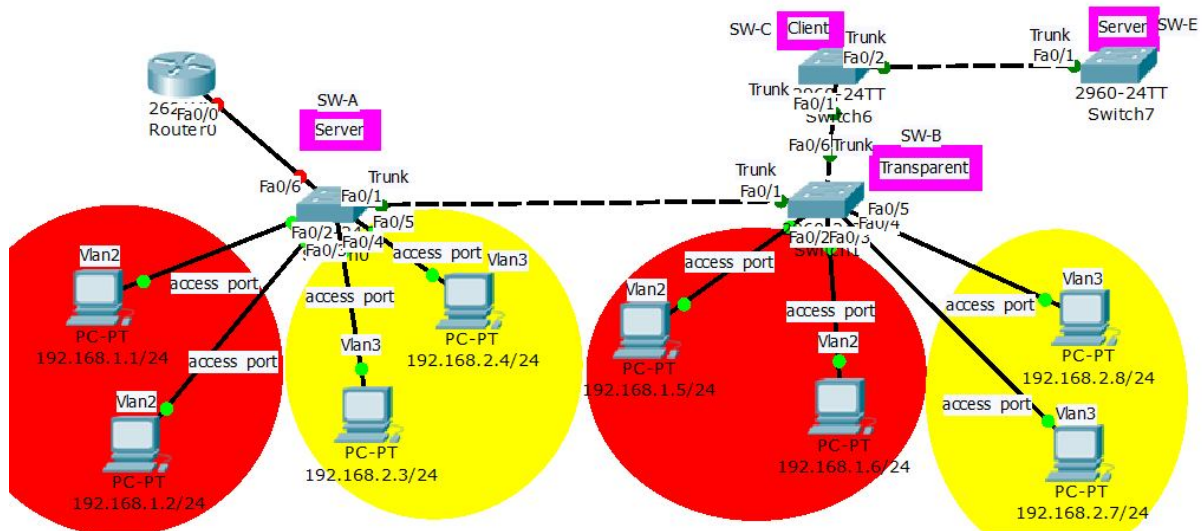 SW-C
Client
Trunk
Fa0/2
Server
SW-E
Trunk
Fa0/1
2960-24TT
Switch7
Trunk
Fa0/1
-24TT
Switch6
Fa0/0
Router0
SW-A
Server
Fa0/6
Fa0/1
Trunk
Fa0/6
Trunk
SW-B
Transparent
Trunk
Fa0/1
Fa0/2
Fa0/3
Fa0/4
Fa0/5
Fa0/2
Fa0/3
Fa0/4
Fa0/5
Vlan2
access port
PC-PT
192.168.1.1/24
Vlan2
access port
PC-PT
192.168.1.2/24
access port
Vlan3
PC-PT
192.168.2.4/24
access port
Vlan3
PC-PT
192.168.2.3/24
access port
Vlan2
PC-PT
192.168.1.5/24
access port
Vlan2
PC-PT
192.168.1.6/24
access port
Vlan3
PC-PT
192.168.2.8/24
access port
Vlan3
PC-PT
192.168.2.7/24